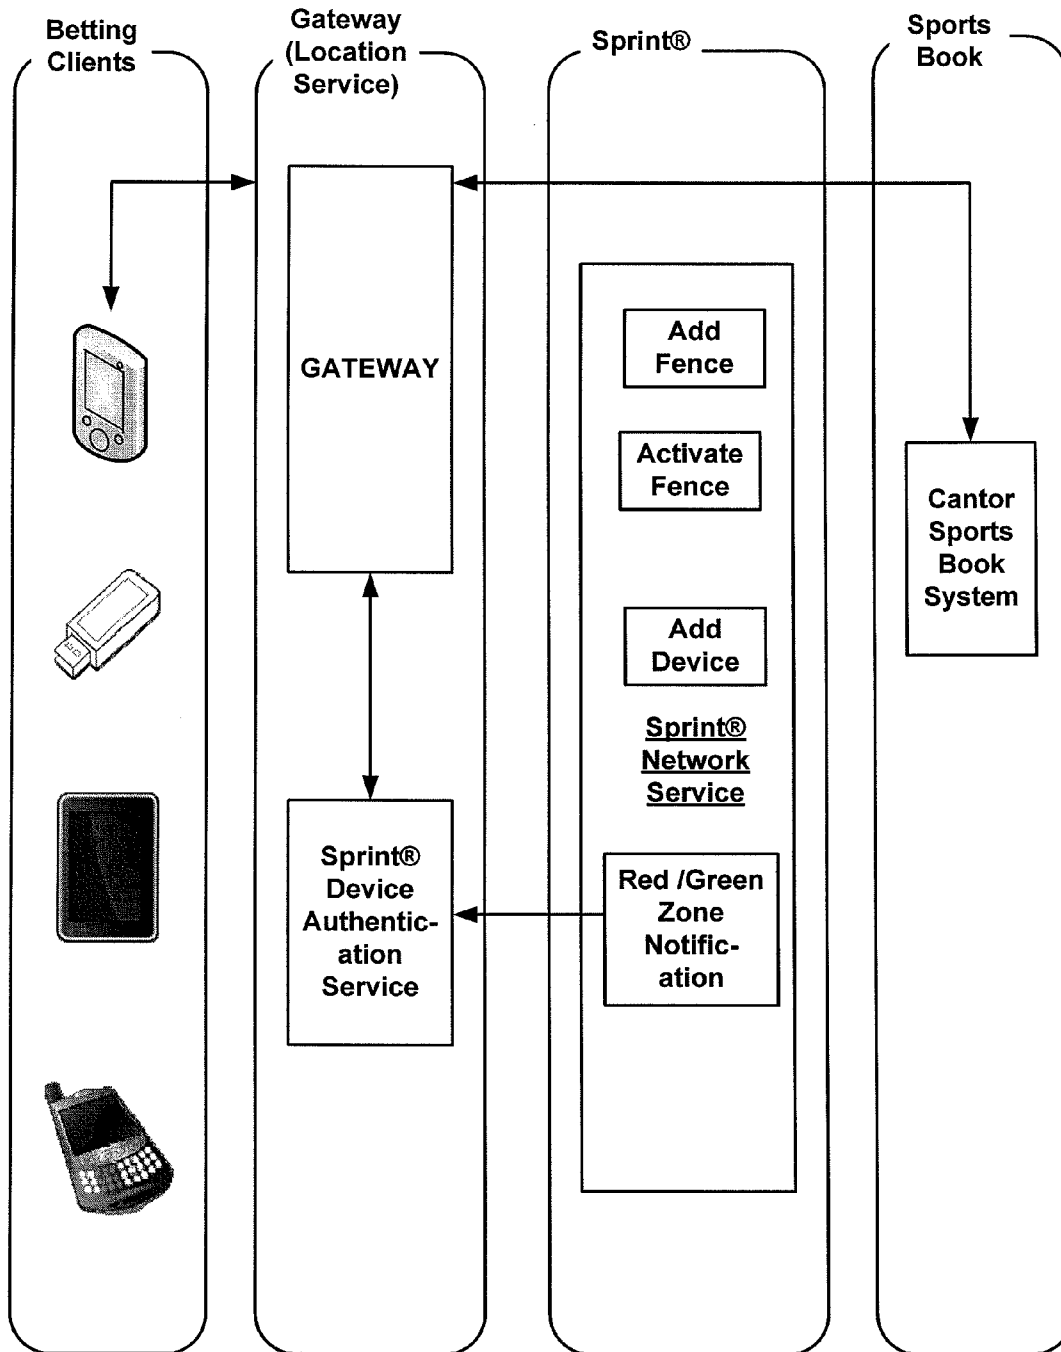 Betting
Clients
Gateway
(Location
Service)
Sprint®
Sports
Book
GATEWAY
Add
Fence
Activate
Fence
Cantor
Sports
Book
System
Add
Device
Sprint®
Network
Service
Sprint®
Device
Authentic-
ation
Service
Red /Green
Zone
Notific-
ation